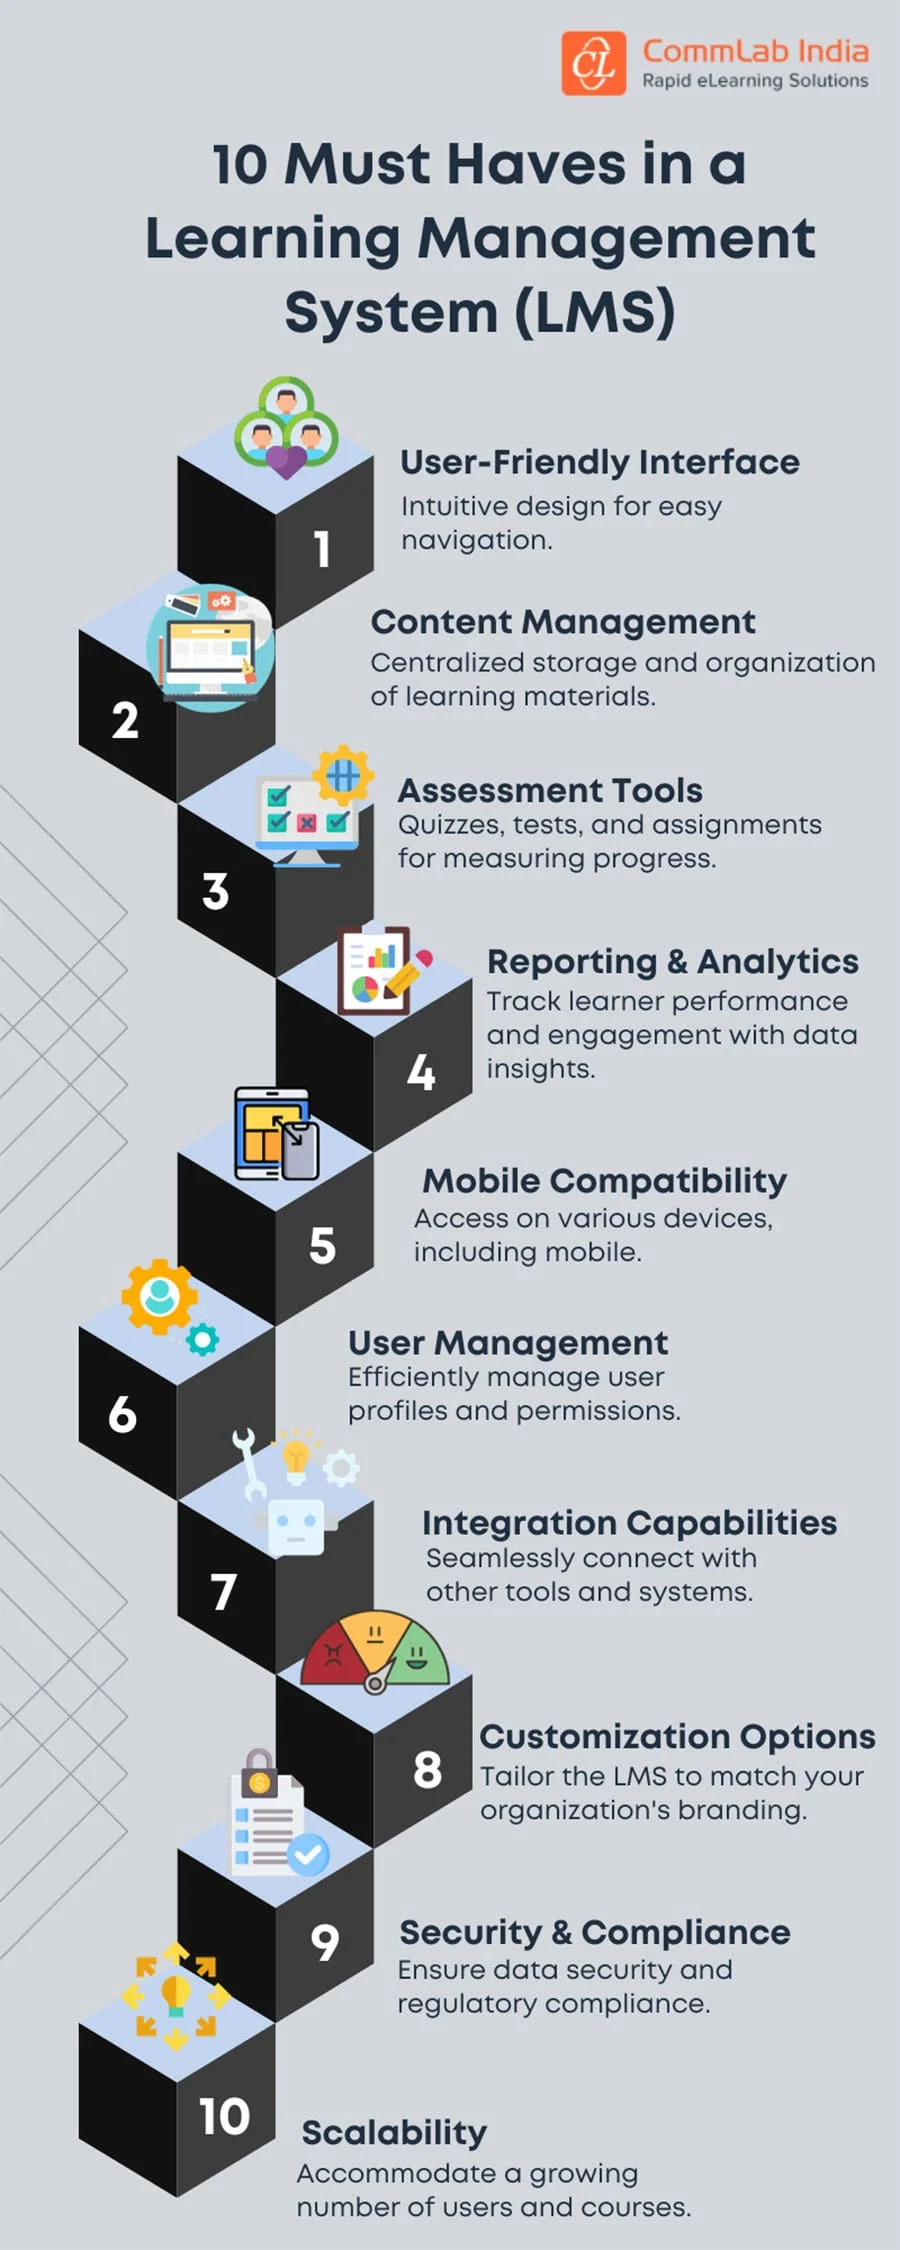 CL
CommLab India
Rapid eLearning Solutions
10 Must Haves in a
Learning Management
System (LMS)
1
User-Friendly Interface
Intuitive design for easy
navigation.
2
Content Management
Centralized storage and organization
of learning materials.
3
Assessment Tools
Quizzes, tests, and assignments
for measuring progress.
4
Reporting & Analytics
Track learner performance
and engagement with data
insights.
5
Mobile Compatibility
Access on various devices,
including mobile.
6
User Management
Efficiently manage user
profiles and permissions.
7
Integration Capabilities
Seamlessly connect with
other tools and systems.
8
Customization Options
Tailor the LMS to match your
organization's branding.
$
9
Security & Compliance
Ensure data security and
regulatory compliance.
10
Scalability
Accommodate a growing
number of users and courses.